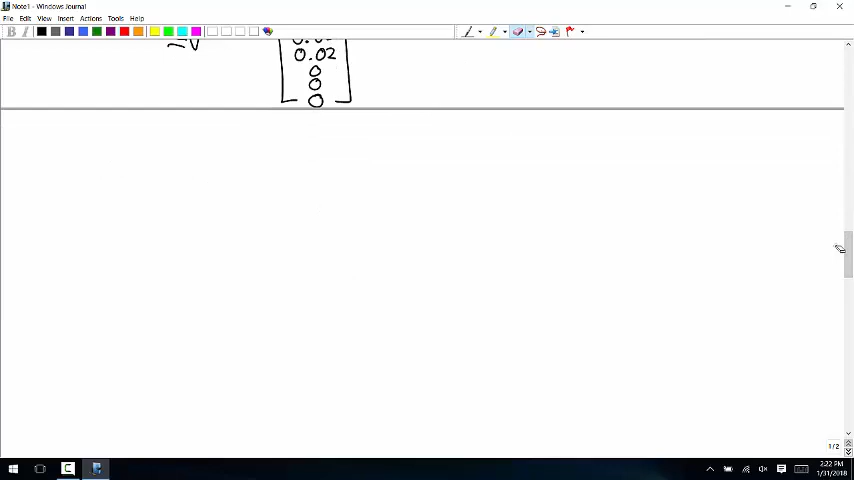 Note1 - Windows Journal
File Edit View Insert Actions Tools Help
B I
0.02
0
0
0
1/2
2:22 PM
1/31/2018